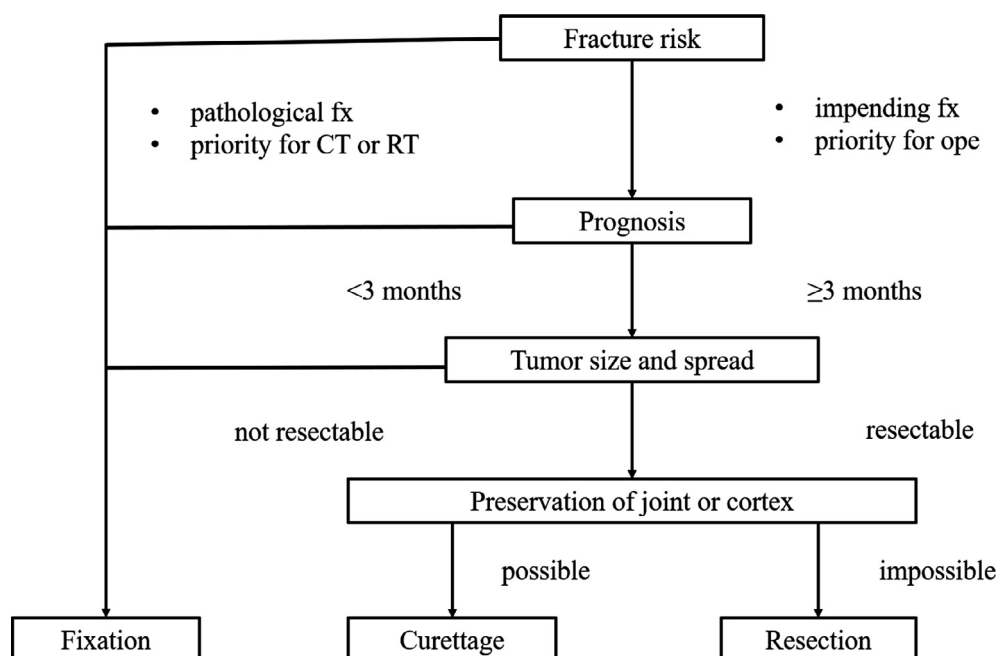 Fracture risk
• pathological fx
• priority for CT or RT
• impending fx
• priority for ope
Prognosis
<3 months
≥3 months
Tumor size and spread
not resectable
resectable
Preservation of joint or cortex
possible
impossible
Fixation
Curettage
Resection